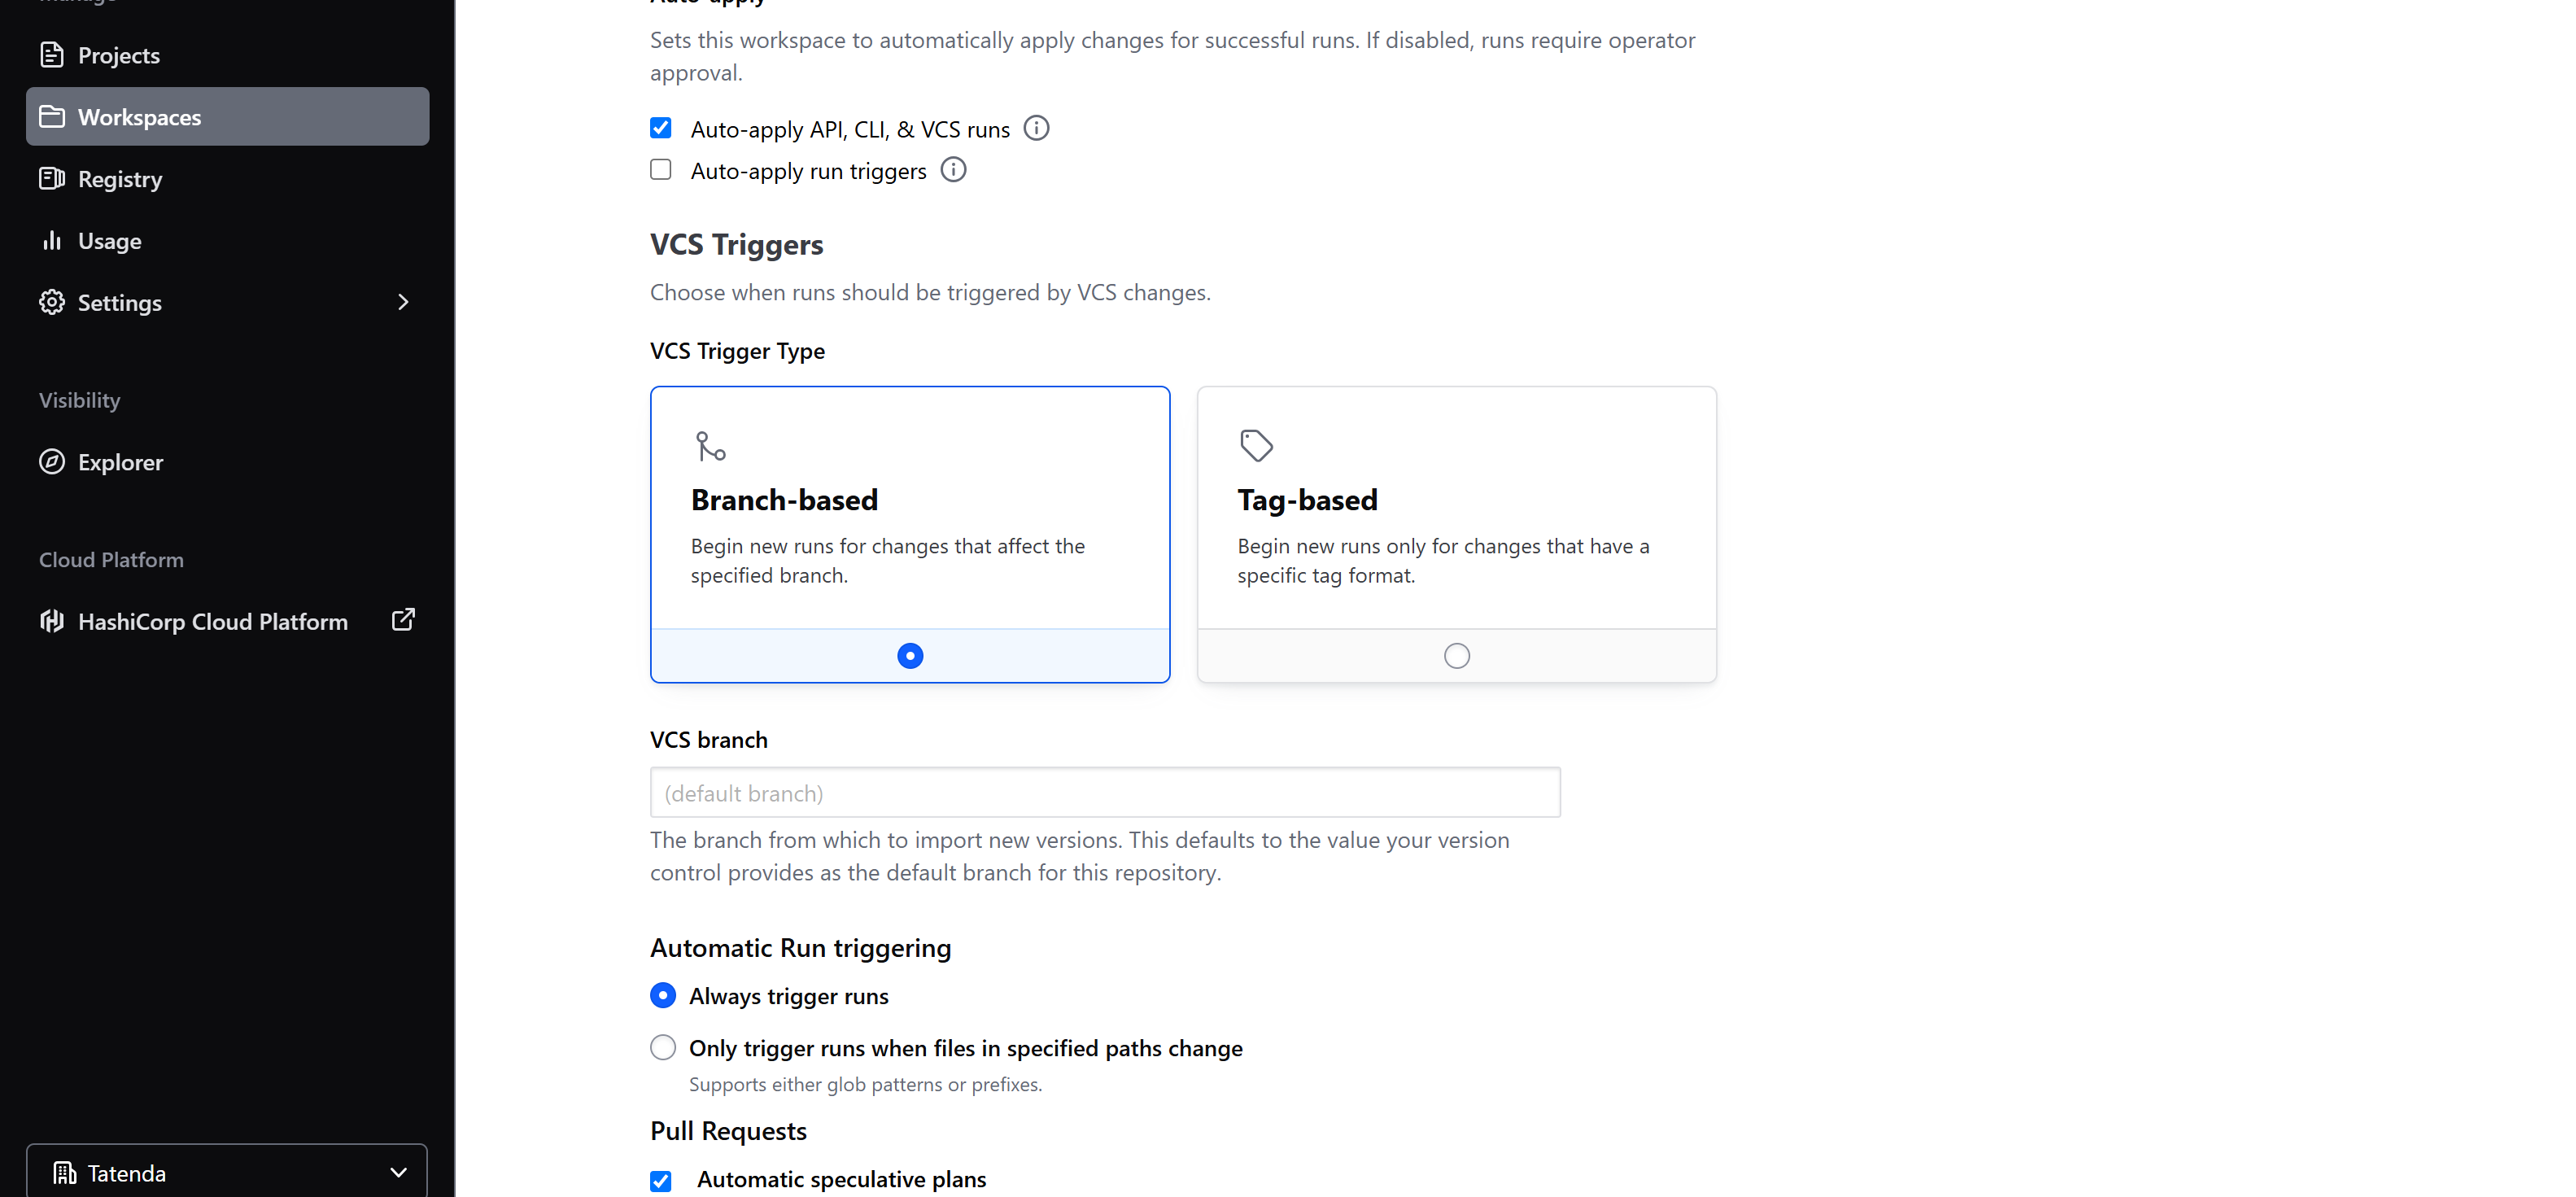 Manage
Projects
Workspaces
Registry
Usage
Settings
Visibility
Explorer
Cloud Platform
HashiCorp Cloud Platform
Tatenda
Auto-apply
Sets this workspace to automatically apply changes for successful runs. If disabled, runs require operator
approval.
Auto-apply API, CLI, & VCS runs
Auto-apply run triggers
VCS Triggers
Choose when runs should be triggered by VCS changes.
VCS Trigger Type
Branch-based
Begin new runs for changes that affect the
specified branch.
Tag-based
Begin new runs only for changes that have a
specific tag format.
VCS branch
(default branch)
The branch from which to import new versions. This defaults to the value your version
control provides as the default branch for this repository.
Automatic Run triggering
Always trigger runs
Only trigger runs when files in specified paths change
Supports either glob patterns or prefixes.
Pull Requests
Automatic speculative plans